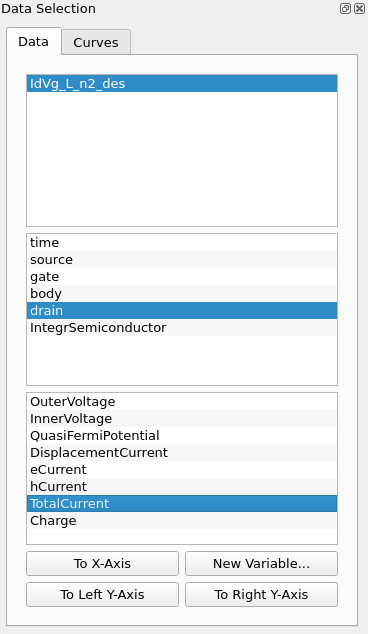 Data Selection
Data Curves
IdVg_L_n2_des
time
source
gate
body
drain
IntegrSemiconductor
OuterVoltage
InnerVoltage
QuasiFermiPotential
DisplacementCurrent
eCurrent
hCurrent
TotalCurrent
Charge
To X-Axis New Variable...
To Left Y-Axis To Right Y-Axis